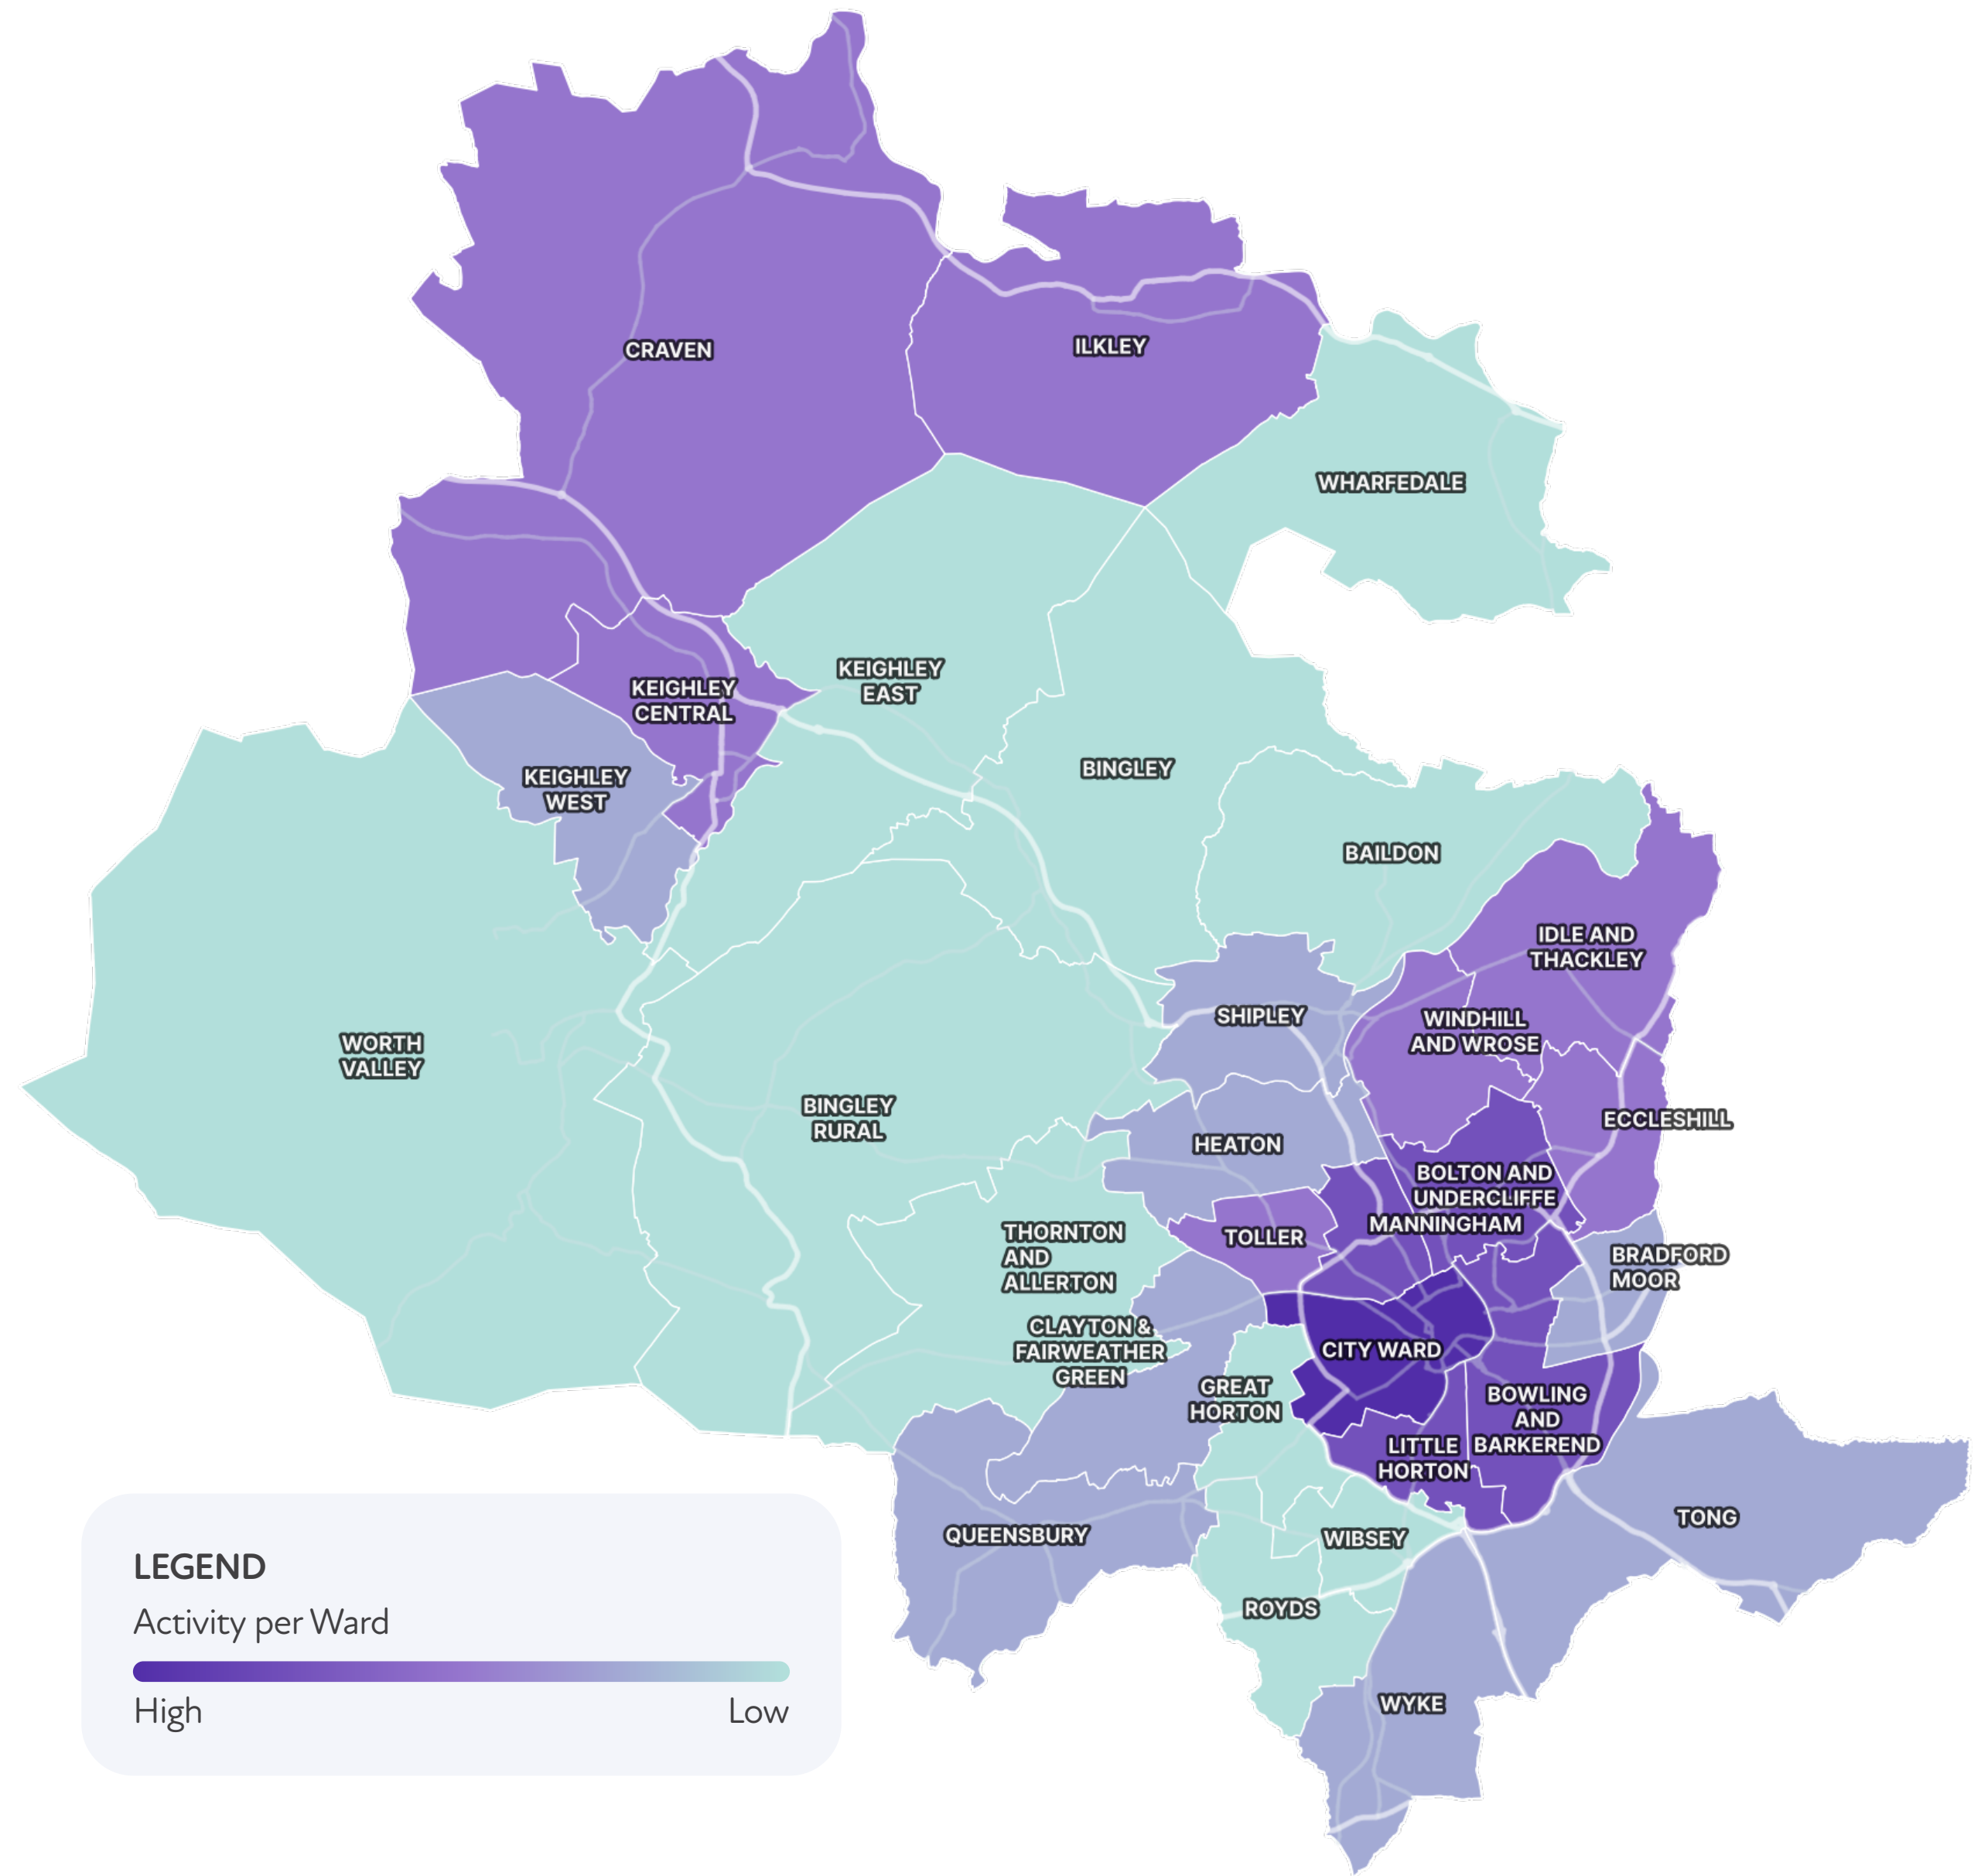 CRAVEN
ILKLEY
WHARFEDALE
KEIGHLEY
EAST
KEIGHLEY
CENTRAL
BINGLEY
KEIGHLEY
WEST
BAILDON
IDLE AND
THACKLEY
SHIPLEY
WINDHILL
AND WROSE
WORTH
VALLEY
BINGLEY
RURAL
ECCLESHILL
HEATON
BOLTON AND
UNDERCLIFFE
MANNINGHAM
THORNTON
AND
ALLERTON
TOLLER
BRADFORD
MOOR
CLAYTON &
FAIRWEATHER
GREEN
CITY WARD
GREAT
HORTON
BOWLING
AND
BARKEREND
LITTLE
HORTON
QUEENSBURY
WIBSEY
TONG
ROYDS
WYKE
LEGEND
Activity per Ward
High
Low